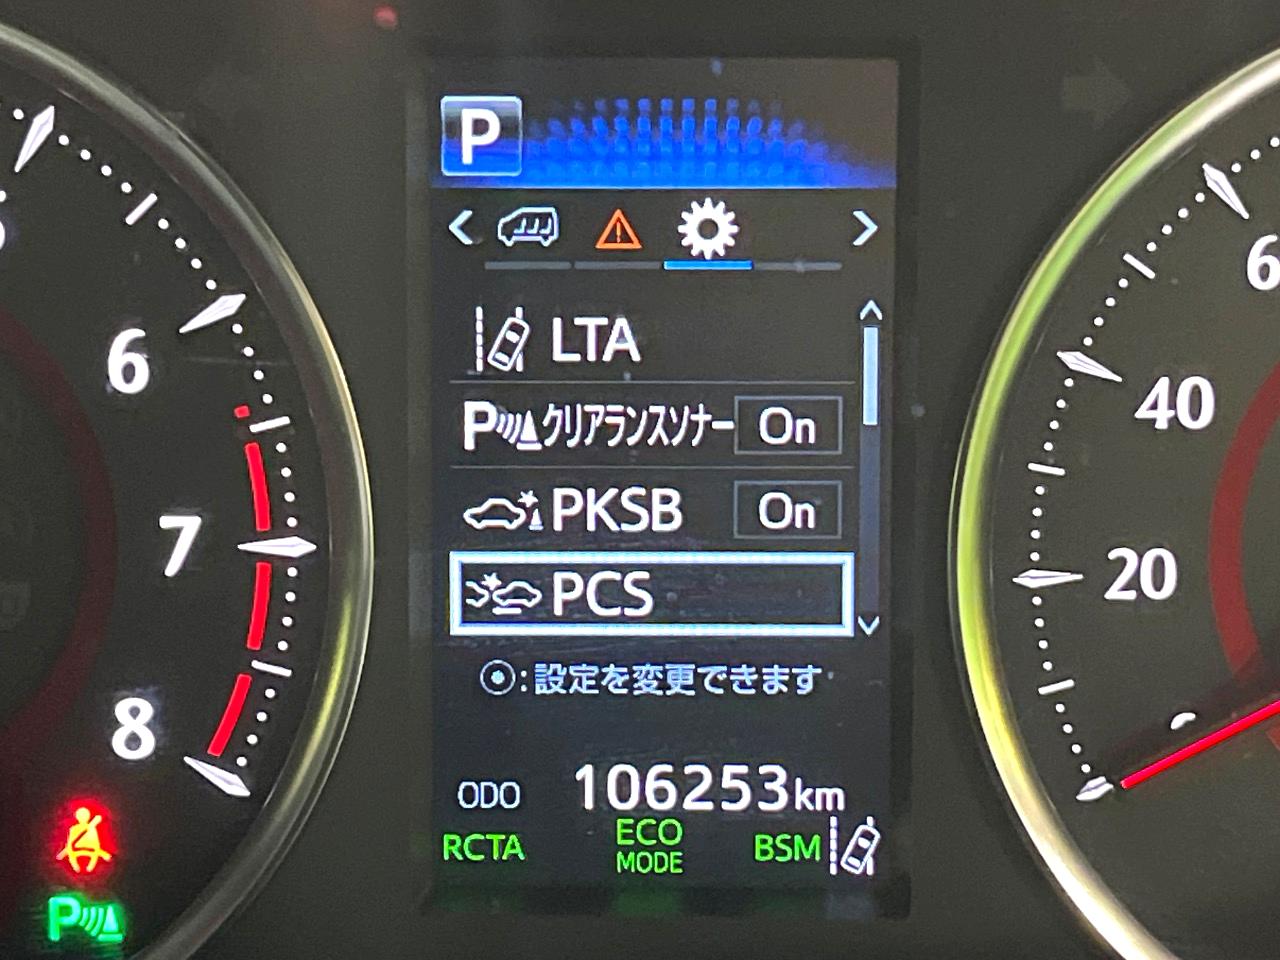 P
LTA
P クリアランスソナー On
PKSB On
PCS
:設定を変更できます
ODO 106253km
RCTA ECO MODE BSM
6
7
8
P
6
40
20